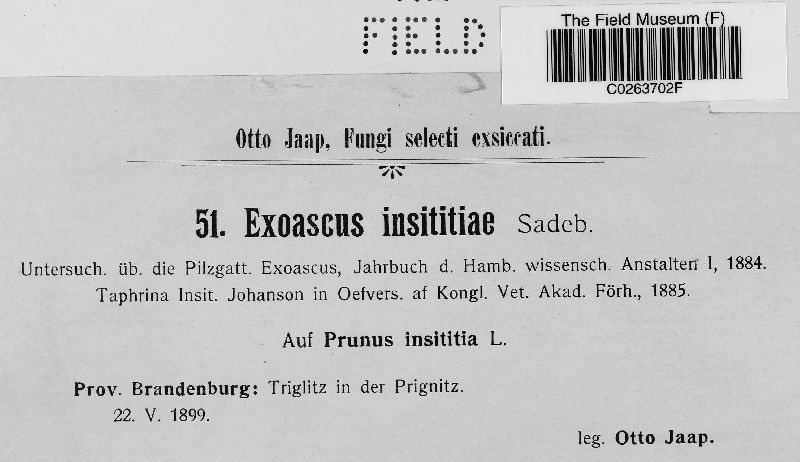 FIELD
The Field Museum (F)
C0263702F
Otto Jaap, Fungi selecti exsiccati.
51. Exoascus insititiae Sadeb.
Untersuch. üb. die Pilzgatt. Exoascus, Jahrbuch d. Hamb. wissensch. Anstalten I, 1884.
Taphrina Insit. Johanson in Oefvers. af Kongl. Vet. Akad. Förh., 1885.
Auf Prunus insititia L.
Prov. Brandenburg: Triglitz in der Prignitz.
22. V. 1899.
leg. Otto Jaap.